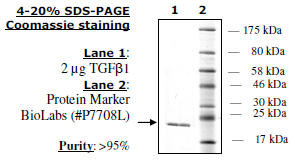 4-20% SDS-PAGE
Coomassie staining
Lane 1:
2 µg TGFβ1
Lane 2:
Protein Marker
BioLabs (#P7708L)
Purity: >95%
1 2
175 kDa
80 kDa
58 kDa
46 kDa
30 kDa
25 kDa
17 kDa